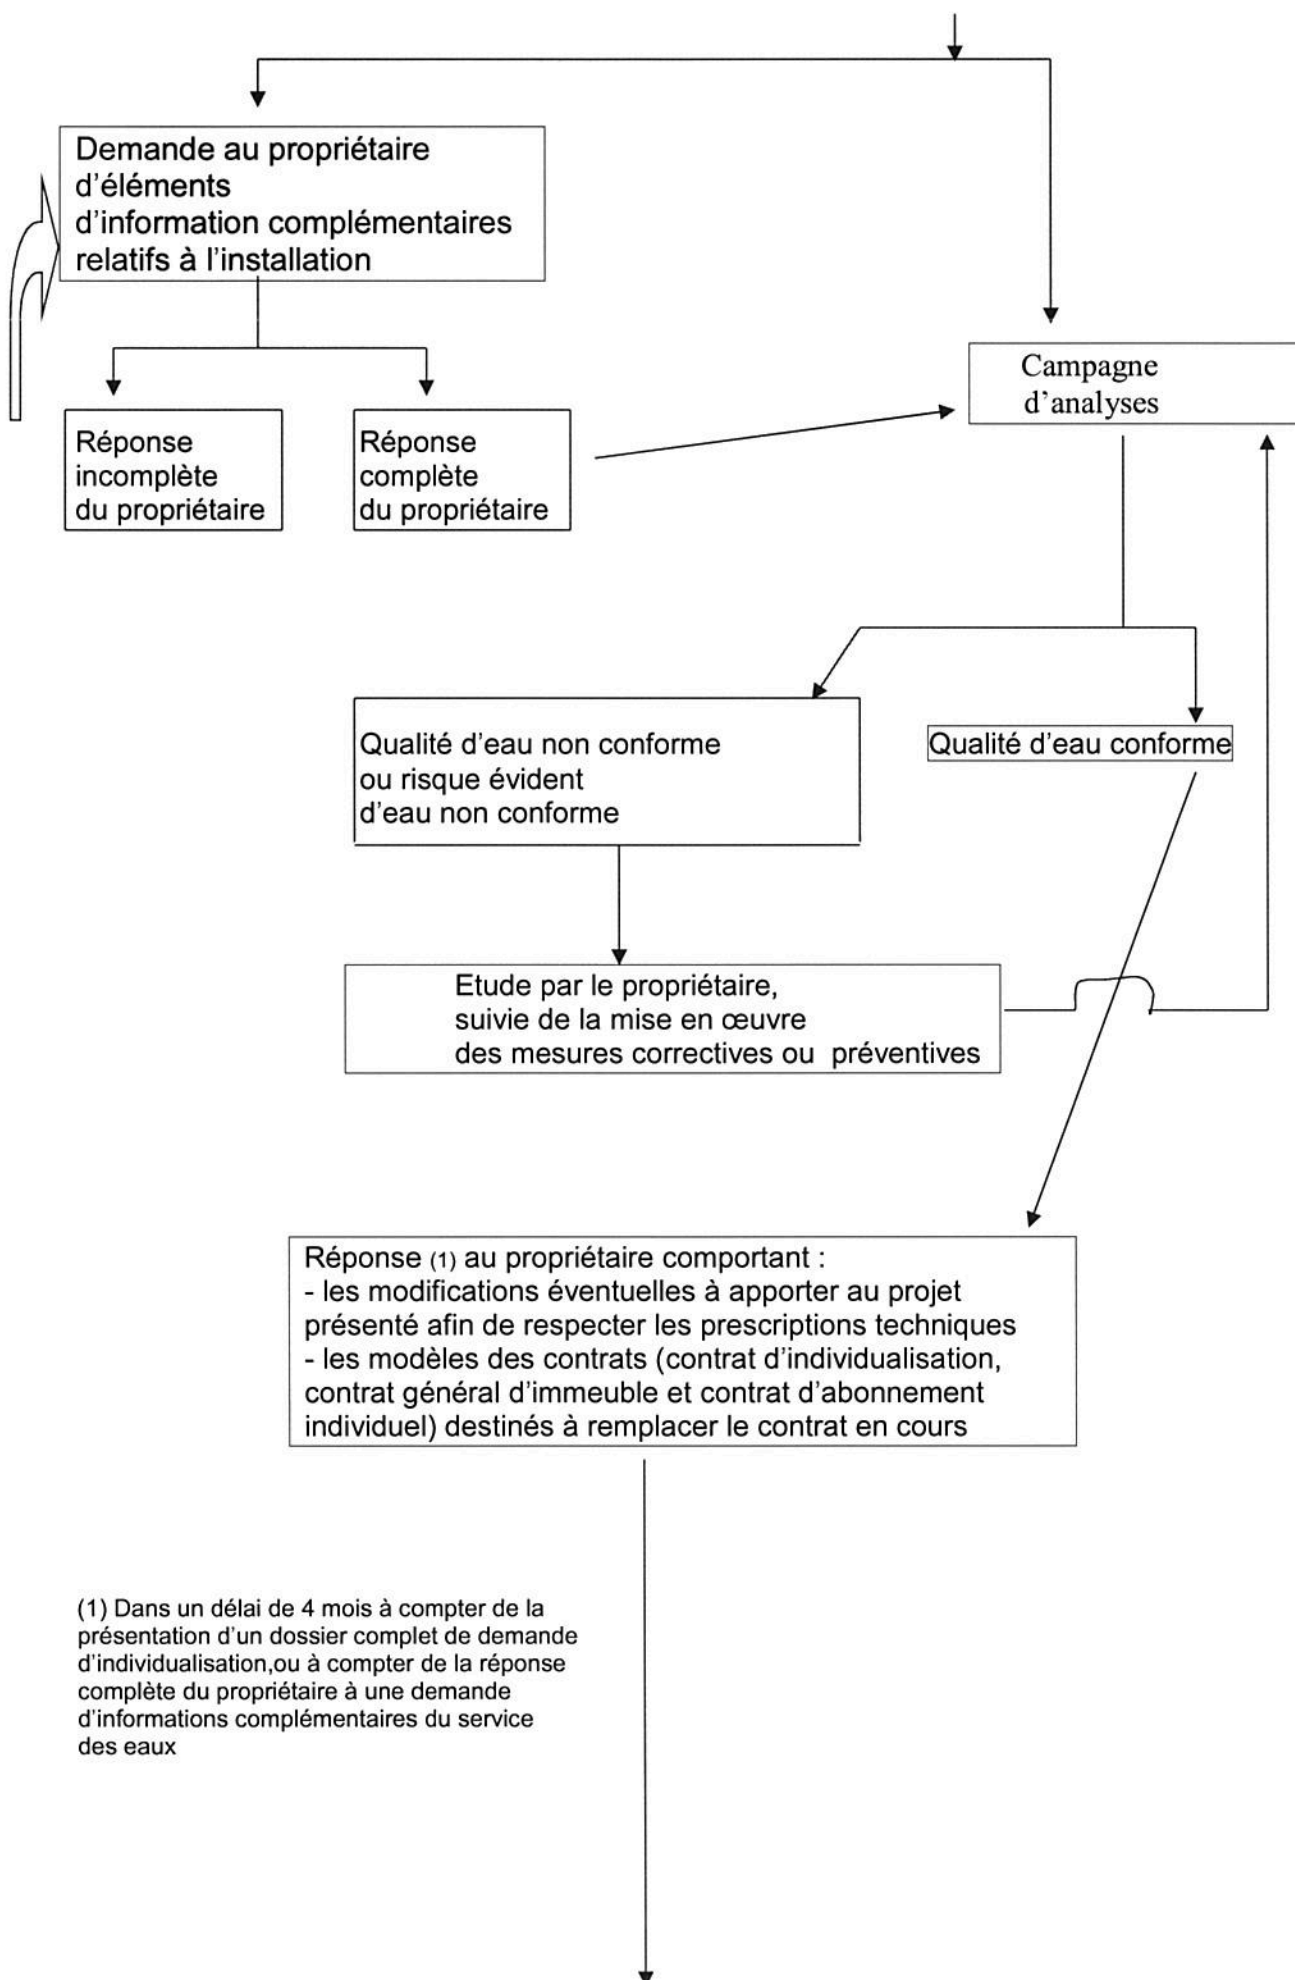 Demande au propriétaire
d'éléments
d'information complémentaires
relatifs à l'installation
Campagne
d'analyses
Réponse
incomplète
du propriétaire
Réponse
complète
du propriétaire
Qualité d'eau non conforme
ou risque évident
d'eau non conforme
Qualité d'eau conforme
Etude par le propriétaire,
suivie de la mise en œuvre
des mesures correctives ou préventives
Réponse (1) au propriétaire comportant :
- les modifications éventuelles à apporter au projet
présenté afin de respecter les prescriptions techniques
- les modèles des contrats (contrat d'individualisation,
contrat général d'immeuble et contrat d'abonnement
individuel) destinés à remplacer le contrat en cours
(1) Dans un délai de 4 mois à compter de la
présentation d'un dossier complet de demande
d'individualisation,ou à compter de la réponse
complète du propriétaire à une demande
d'informations complémentaires du service
des eaux